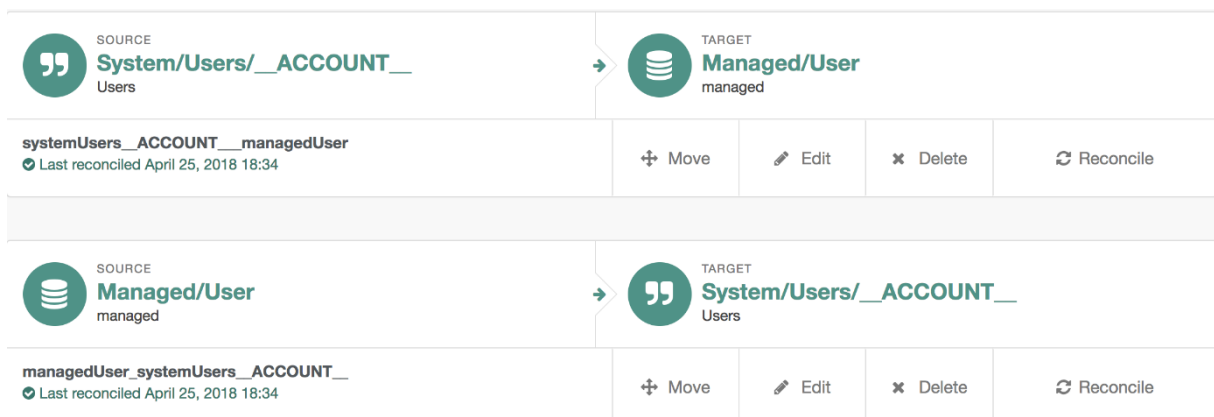 SOURCE
System/Users/__ACCOUNT__
Users
TARGET
Managed/User
managed
systemUsers__ACCOUNT___managedUser
Last reconciled April 25, 2018 18:34
Move
Edit
Delete
Reconcile
SOURCE
Managed/User
managed
TARGET
System/Users/__ACCOUNT__
Users
managedUser_systemUsers__ACCOUNT__
Last reconciled April 25, 2018 18:34
Move
Edit
Delete
Reconcile